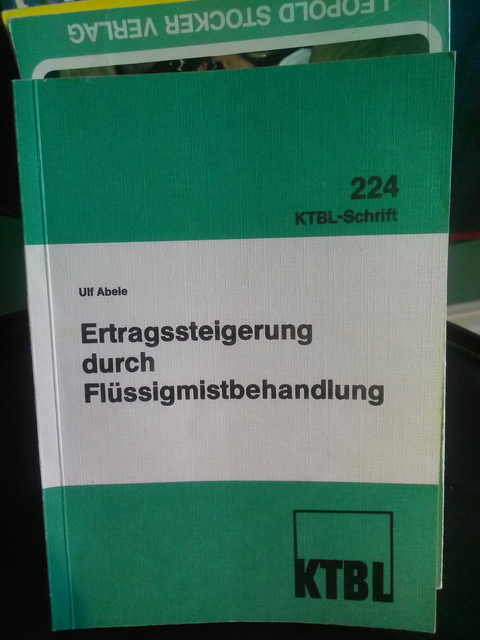 LEOPOLD STOCKER VERLAG
224
KTBL-Schrift
Ulf Abele
Ertragssteigerung
durch
Flüssigmistbehandlung
KTBL